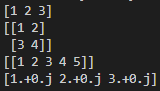 [1 2 3]
[[1 2]
 [3 4]]
[[1 2 3 4 5]]
[1.+0.j 2.+0.j 3.+0.j]